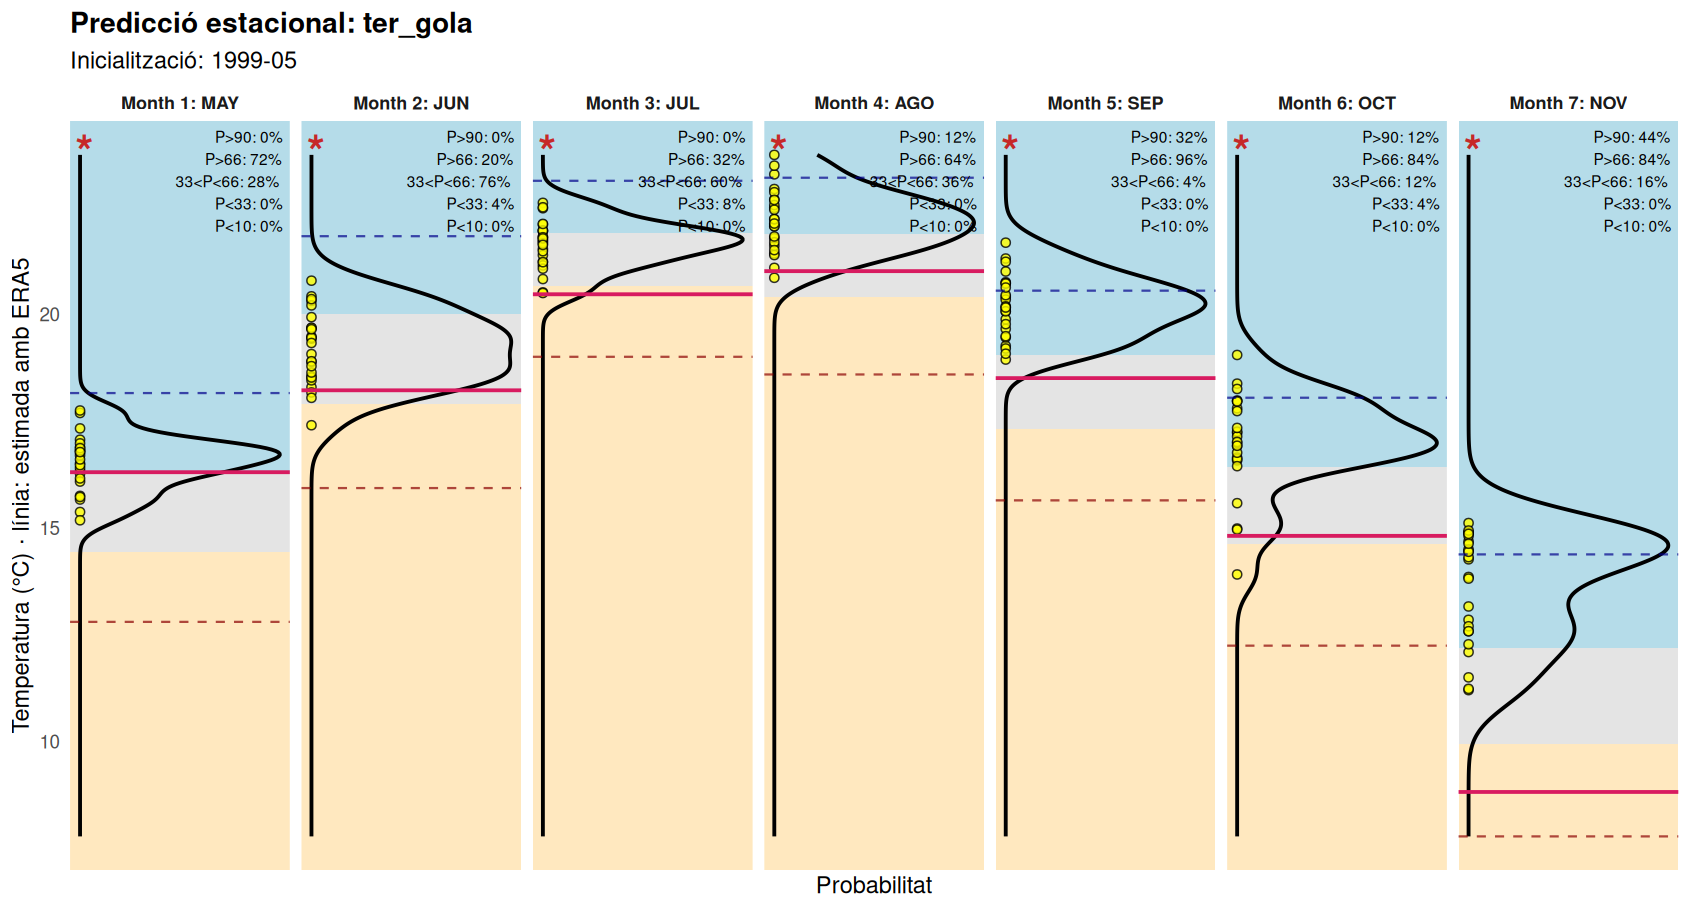 Predicció estacional: ter_gola
Inicialització: 1999-05
Month 1: MAY
Month 2: JUN
Month 3: JUL
Month 4: AGO
Month 5: SEP
Month 6: OCT
Month 7: NOV
*
P>90: 0%
P>66: 72%
33<P<66: 28%
P<33: 0%
P<10: 0%
*
P>90: 0%
P>66: 20%
33<P<66: 76%
P<33: 4%
P<10: 0%
*
P>90: 0%
P>66: 32%
33<P<66: 60%
P<33: 8%
P<10: 0%
*
P>90: 12%
P>66: 64%
33<P<66: 36%
P<33: 0%
P<10: 0%
*
P>90: 32%
P>66: 96%
33<P<66: 4%
P<33: 0%
P<10: 0%
*
P>90: 12%
P>66: 84%
33<P<66: 12%
P<33: 4%
P<10: 0%
*
P>90: 44%
P>66: 84%
33<P<66: 16%
P<33: 0%
P<10: 0%
20
15
10
Temperatura (°C) · línia: estimada amb ERA5
Probabilitat